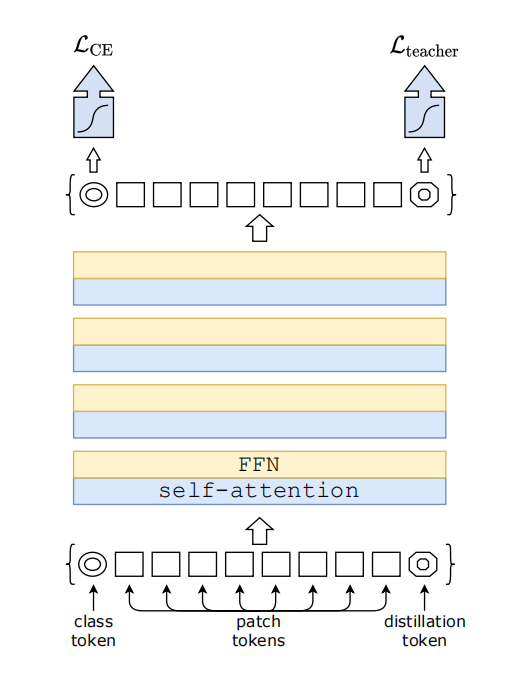 ℒCE
ℒteacher
FFN
self-attention
class
token
patch
tokens
distillation
token